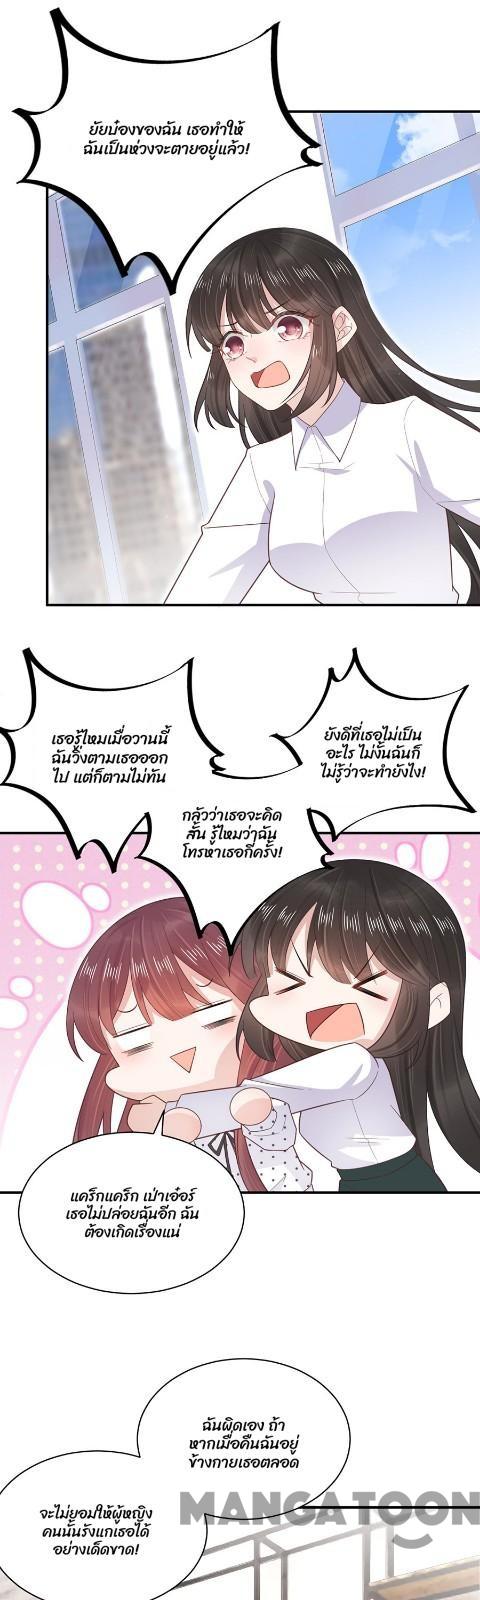 ยัยบ๋องของฉัน เธอทำให้
ฉันเป็นห่วงจะตายอยู่แล้ว!
เธอรู้ไหมเมื่อวานนี้
ฉันวิ่งตามเธอออก
ไป แต่ก็ตามไม่ทัน
ยังดีที่เธอไม่เป็น
อะไร ไม่งั้นฉันก็
ไม่รู้ว่าจะทำยังไง!
กลัวว่าเธอจะคิด
สั้น รู้ไหมว่าฉัน
โทรหาเธอกี่ครั้ง!
แคร็กแคร็ก เป่าเอ๋อร์
เธอไม่ปล่อยฉันอีก ฉัน
ต้องเกิดเรื่องแน่
ฉันผิดเอง ถ้า
หากเมื่อคืนฉันอยู่
ข้างกายเธอตลอด
จะไม่ยอมให้ผู้หญิง
คนนั้นรังแกเธอได้
อย่างเด็ดขาด!
MANGATOON